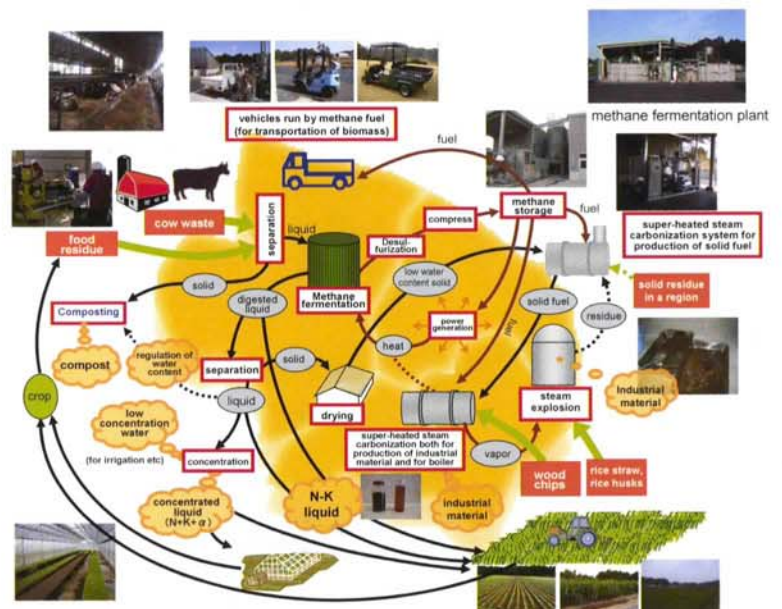 vehicles run by methane fuel
(for transportation of biomass)
methane fermentation plant
fuel
methane
storage
fuel
super-heated steam
carbonization system for
production of solid fuel
cow waste
food
residue
separation
liquid
compress
Desul-
furization
solid
digested
liquid
Methane
fermentation
low water
content solid
solid fuel
solid residue
in a region
residue
Composting
compost
regulation of
water
content
separation
solid
heat
power
generation
fuel
crop
liquid
drying
steam
explosion
Industrial
material
low
concentration
water
(for irrigation etc)
concentration
super-heated steam
carbonization both for
production of industrial
material and for boiler
vapor
wood
chips
rice straw,
rice husks
concentrated
liquid
(N+K+α)
N-K
liquid
industrial
material